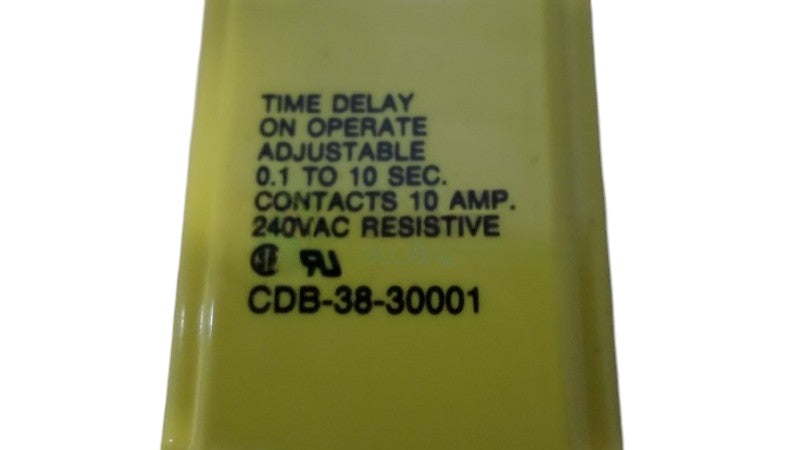 TIME DELAY
ON OPERATE
ADJUSTABLE
0.1 TO 10 SEC.
CONTACTS 10 AMP.
240VAC RESISTIVE
CDB-38-30001